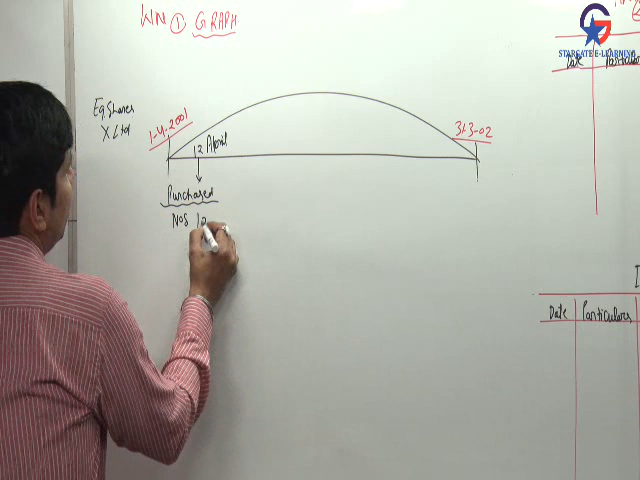 WN ① GRAPH
STARGATE E-LEARNING
Date Particulars
Eq. Shares
X Ltd
1-4-2001
31-3-02
12 April
Purchased
NOS 12
Date Particulars